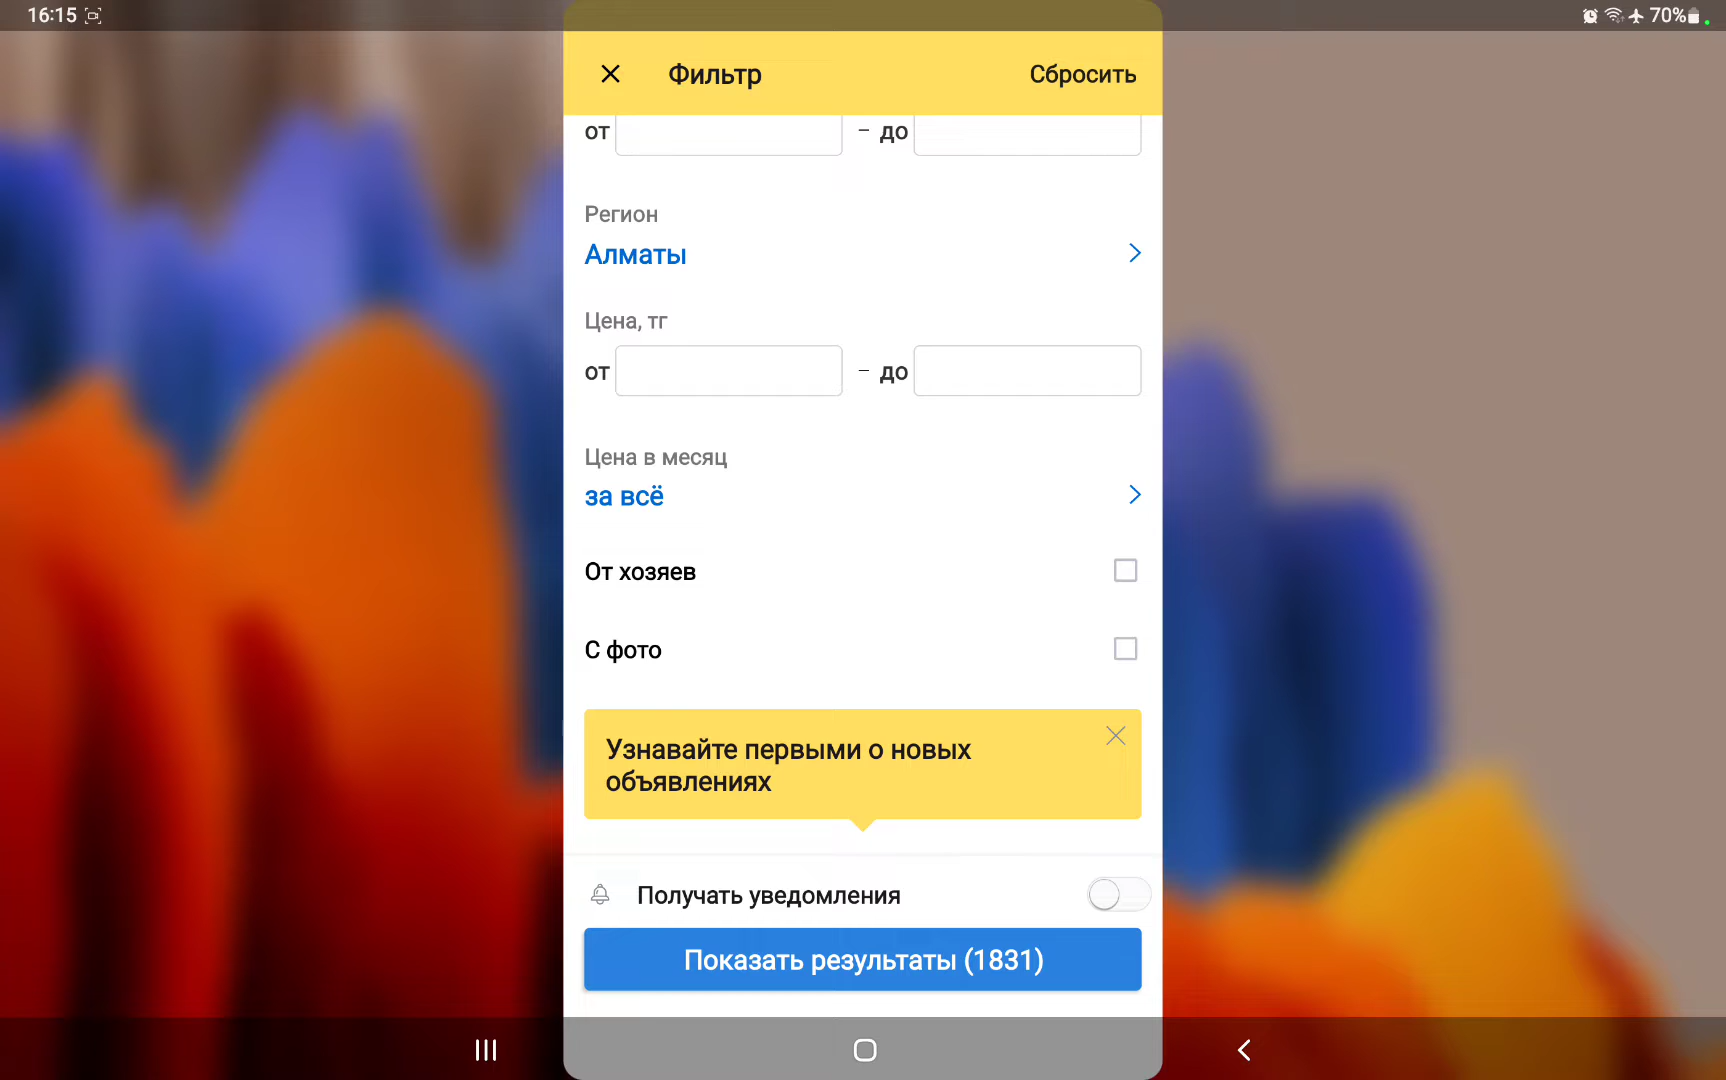 16:15
70%
Фильтр
Сбросить
от – до
Регион
Алматы
Цена, тг
от – до
Цена в месяц
за всё
От хозяев
С фото
Узнавайте первыми о новых
объявлениях
Получать уведомления
Показать результаты (1831)